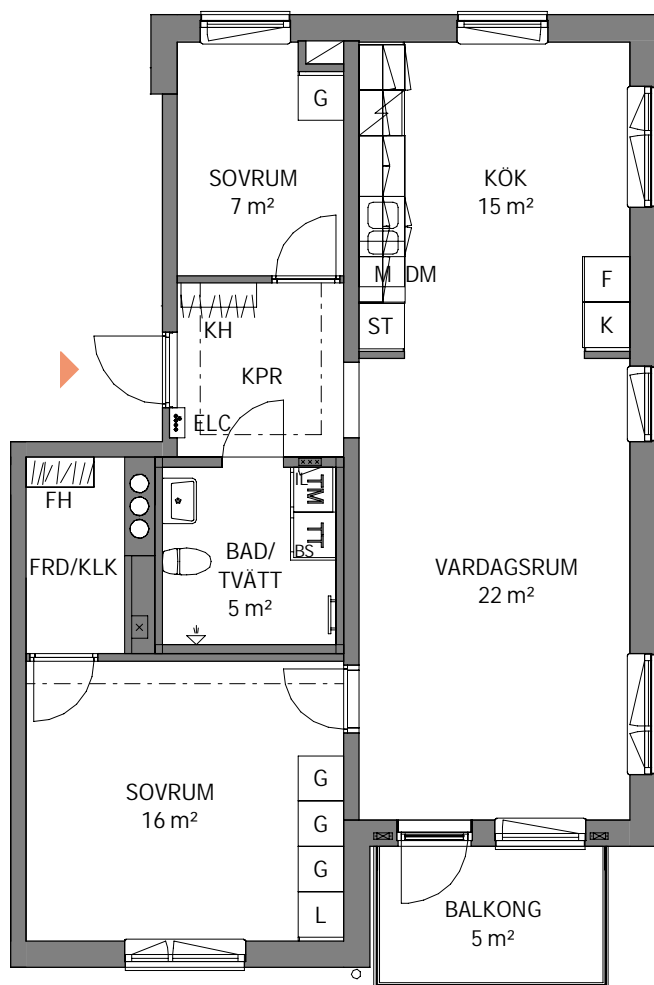 G
SOVRUM
7 m²
KÖK
15 m²
M DM
F
K
ST
KH
KPR
ELC
FH
FRD/KLK
TM
TT
BS
BAD/
TVÄTT
5 m²
VARDAGSRUM
22 m²
SOVRUM
16 m²
G
G
G
L
BALKONG
5 m²